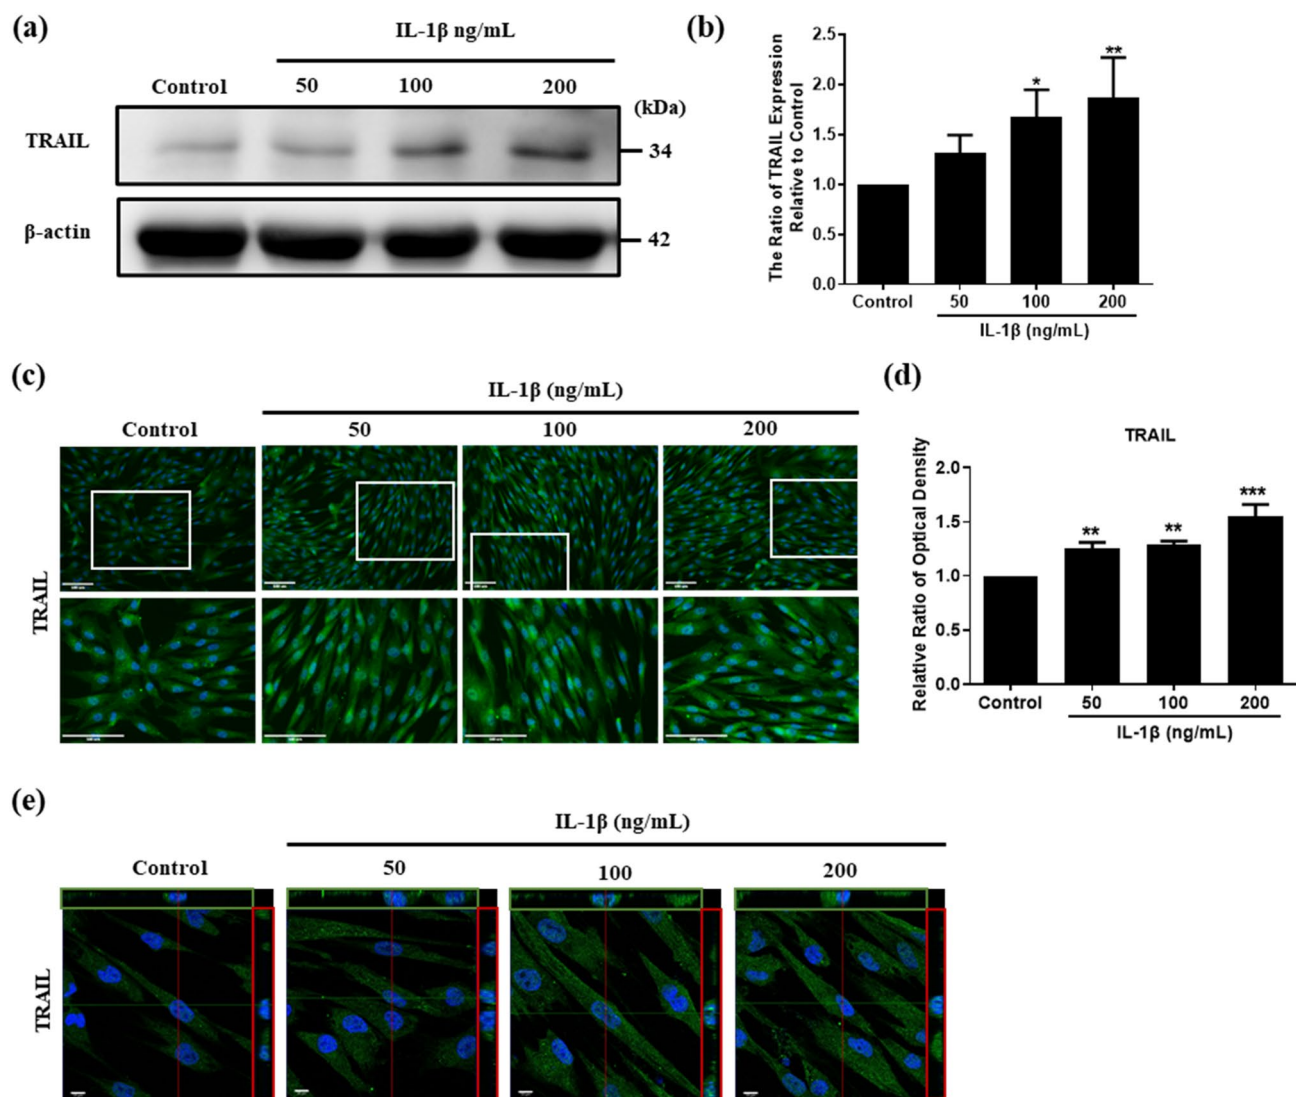 (a)
IL-1β ng/mL
Control 50 100 200
(kDa)
TRAIL
34
β-actin
42
(b)
The Ratio of TRAIL Expression
Relative to Control
2.5
2.0
1.5
1.0
0.5
0.0
*
**
Control 50 100 200
IL-1β (ng/mL)
(c)
IL-1β (ng/mL)
Control 50 100 200
TRAIL
(d)
TRAIL
Relative Ratio of Optical Density
2.0
1.5
1.0
0.5
0.0
**
**
***
Control 50 100 200
IL-1β (ng/mL)
(e)
IL-1β (ng/mL)
Control 50 100 200
TRAIL